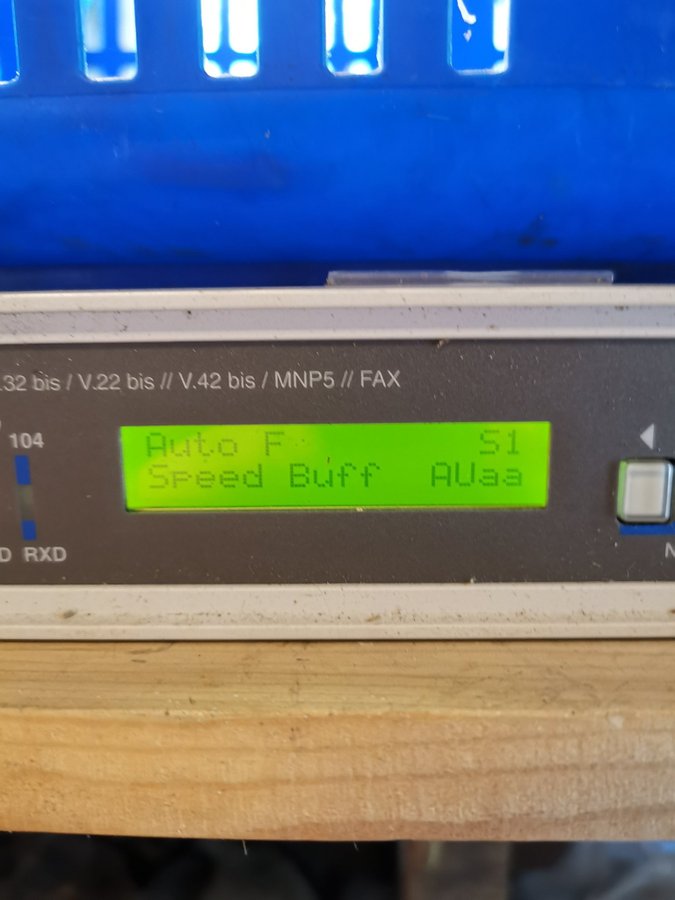 .32 bis / V.22 bis // V.42 bis / MNP5 // FAX
104
Auto F S1
Speed Buff AVaa
D RXD
N